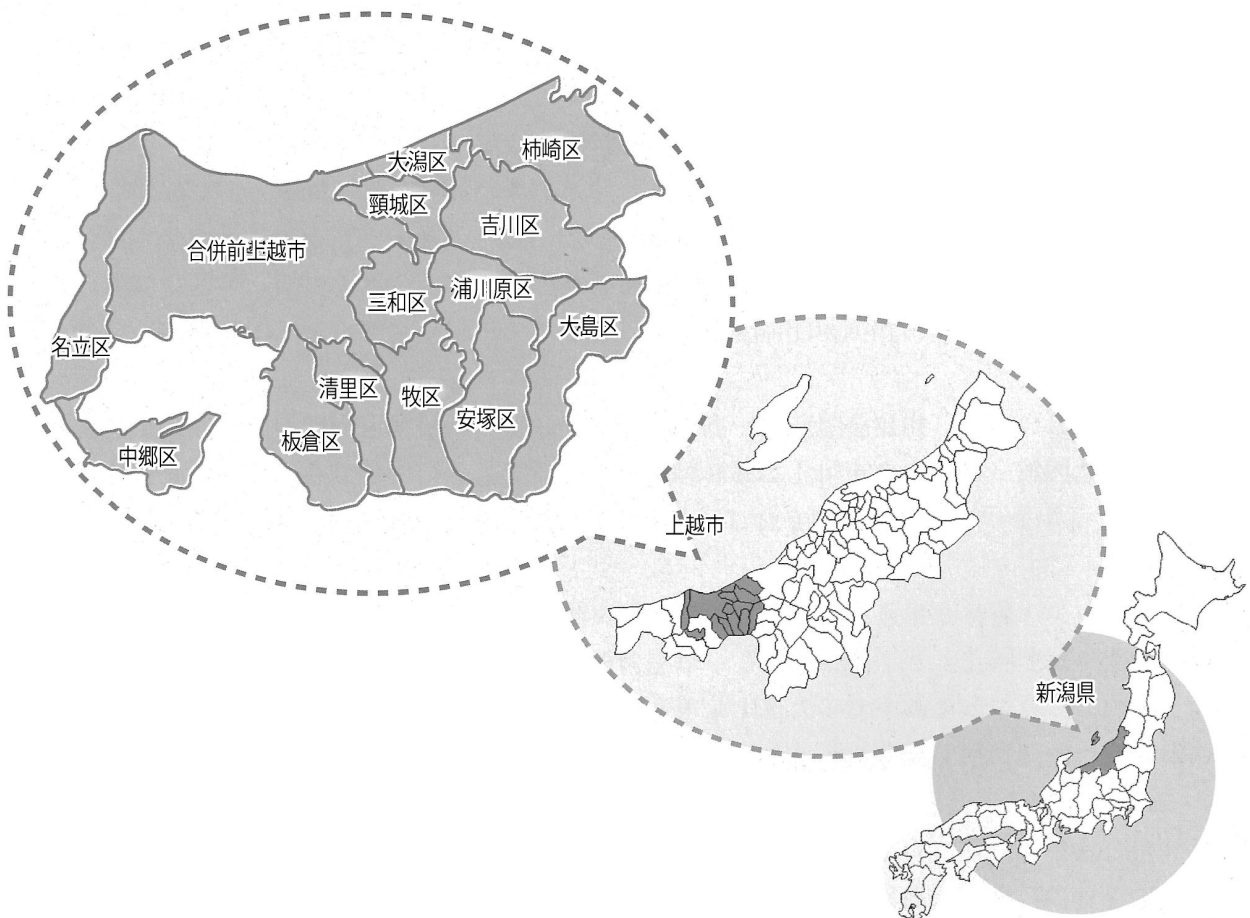 柿崎区
大潟区
頸城区
吉川区
合併前上越市
三和区
浦川原区
大島区
名立区
清里区
牧区
安塚区
板倉区
中郷区
上越市
新潟県